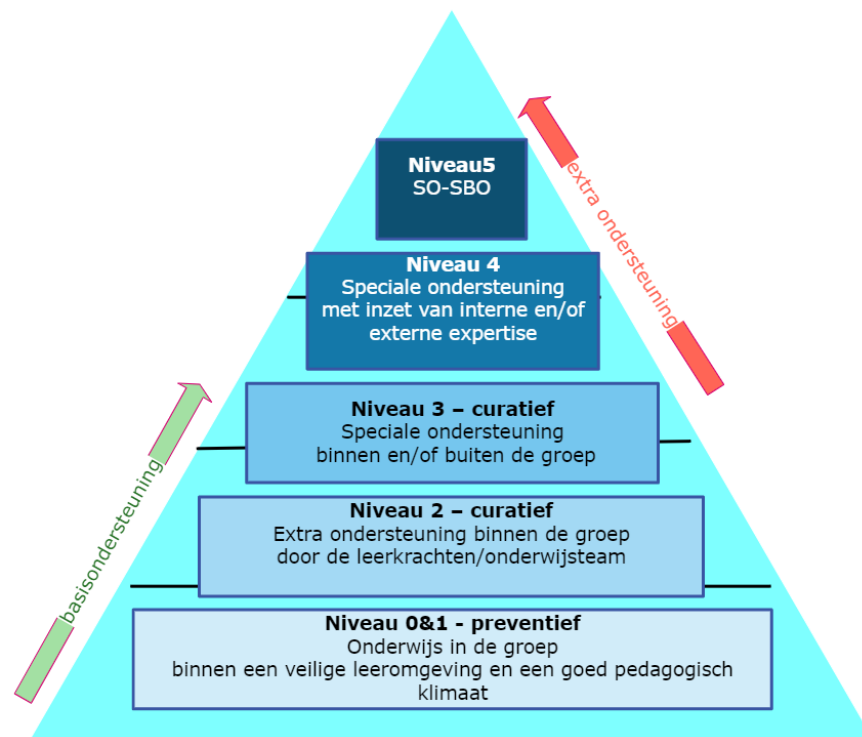 Niveau5
SO-SBO
extra ondersteuning
Niveau 4
Speciale ondersteuning
met inzet van interne en/of
externe expertise
Niveau 3 – curatief
Speciale ondersteuning
binnen en/of buiten de groep
basisondersteuning
Niveau 2 – curatief
Extra ondersteuning binnen de groep
door de leerkrachten/onderwijsteam
Niveau 0&1 - preventief
Onderwijs in de groep
binnen een veilige leeromgeving en een goed pedagogisch
klimaat